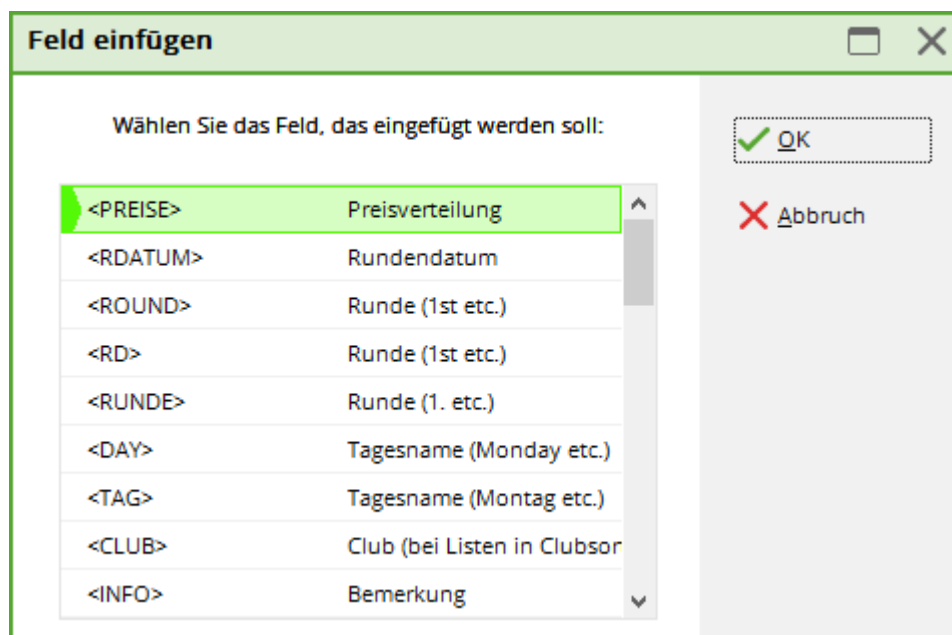 Feld einfügen
Wählen Sie das Feld, das eingefügt werden soll:
OK
Abbruch
<PREISE> Preisverteilung
<RDATUM> Rundendatum
<ROUND> Runde (1st etc.)
<RD> Runde (1st etc.)
<RUNDE> Runde (1. etc.)
<DAY> Tagesname (Monday etc.)
<TAG> Tagesname (Montag etc.)
<CLUB> Club (bei Listen in Clubsor
<INFO> Bemerkung